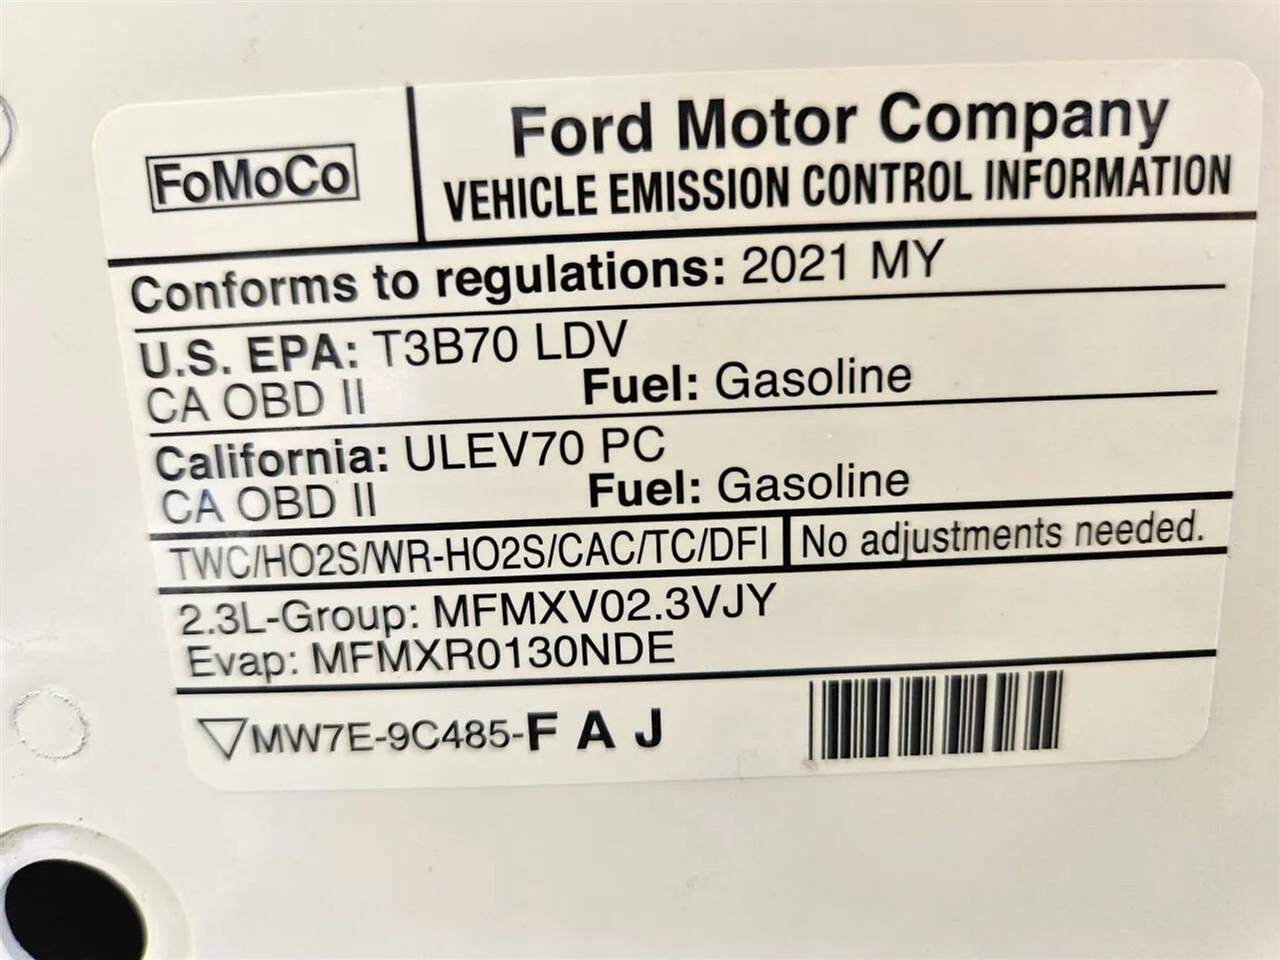 FoMoCo
Ford Motor Company
VEHICLE EMISSION CONTROL INFORMATION
Conforms to regulations: 2021 MY
U.S. EPA: T3B70 LDV
CA OBD II Fuel: Gasoline
California: ULEV70 PC
CA OBD II Fuel: Gasoline
TWC/HO2S/WR-HO2S/CAC/TC/DFI No adjustments needed.
2.3L-Group: MFMXV02.3VJY
Evap: MFMXR0130NDE
▽MW7E-9C485-F A J